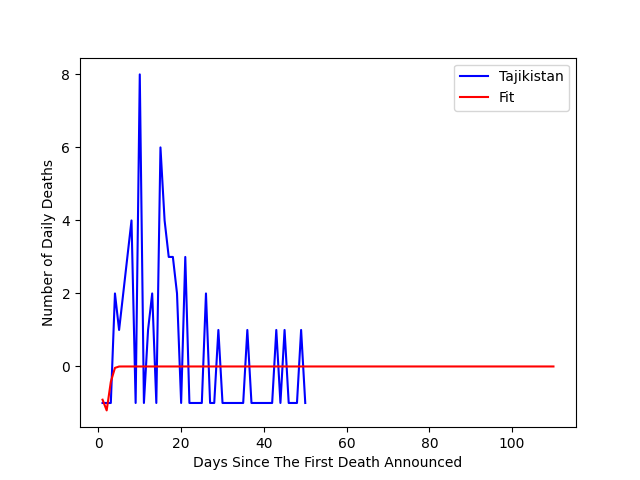 Tajikistan
Fit
8
6
4
2
0
Number of Daily Deaths
0 20 40 60 80 100
Days Since The First Death Announced